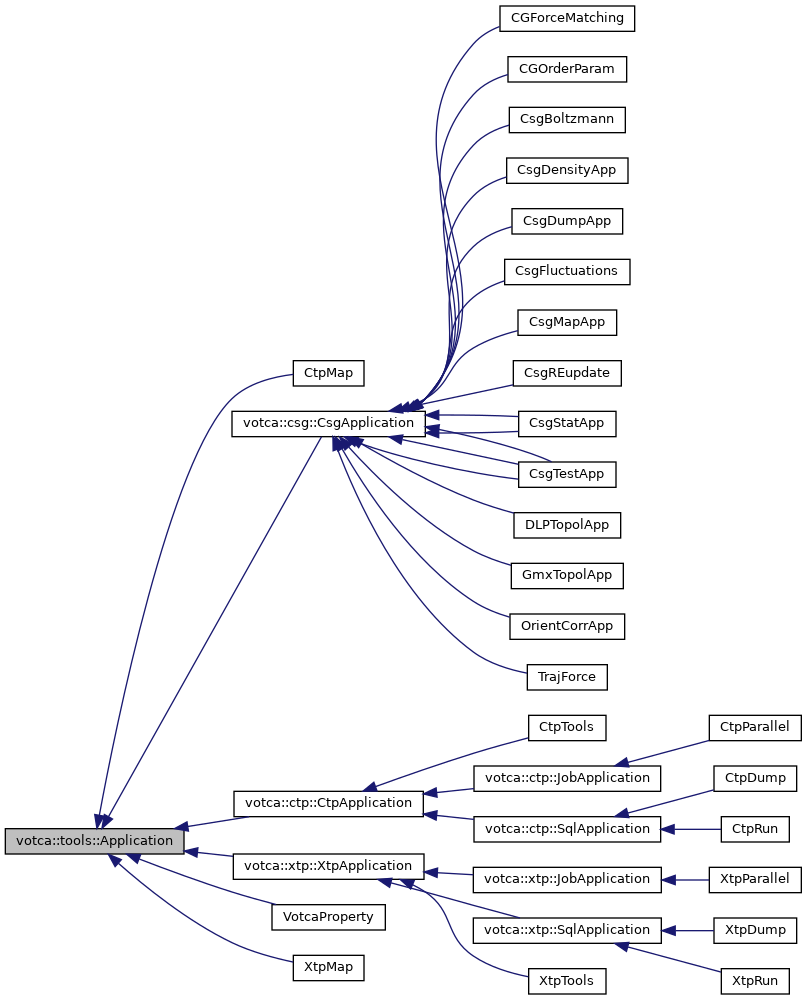 CGForceMatching
CGOrderParam
CsgBoltzmann
CsgDensityApp
CsgDumpApp
CsgFluctuations
CsgMapApp
CtpMap
CsgREupdate
votca::csg::CsgApplication
CsgStatApp
CsgTestApp
DLPTopolApp
GmxTopolApp
OrientCorrApp
TrajForce
CtpTools
CtpParallel
votca::ctp::JobApplication
CtpDump
votca::ctp::CtpApplication
votca::ctp::SqlApplication
CtpRun
votca::tools::Application
votca::xtp::XtpApplication
votca::xtp::JobApplication
XtpParallel
VotcaProperty
votca::xtp::SqlApplication
XtpDump
XtpMap
XtpTools
XtpRun